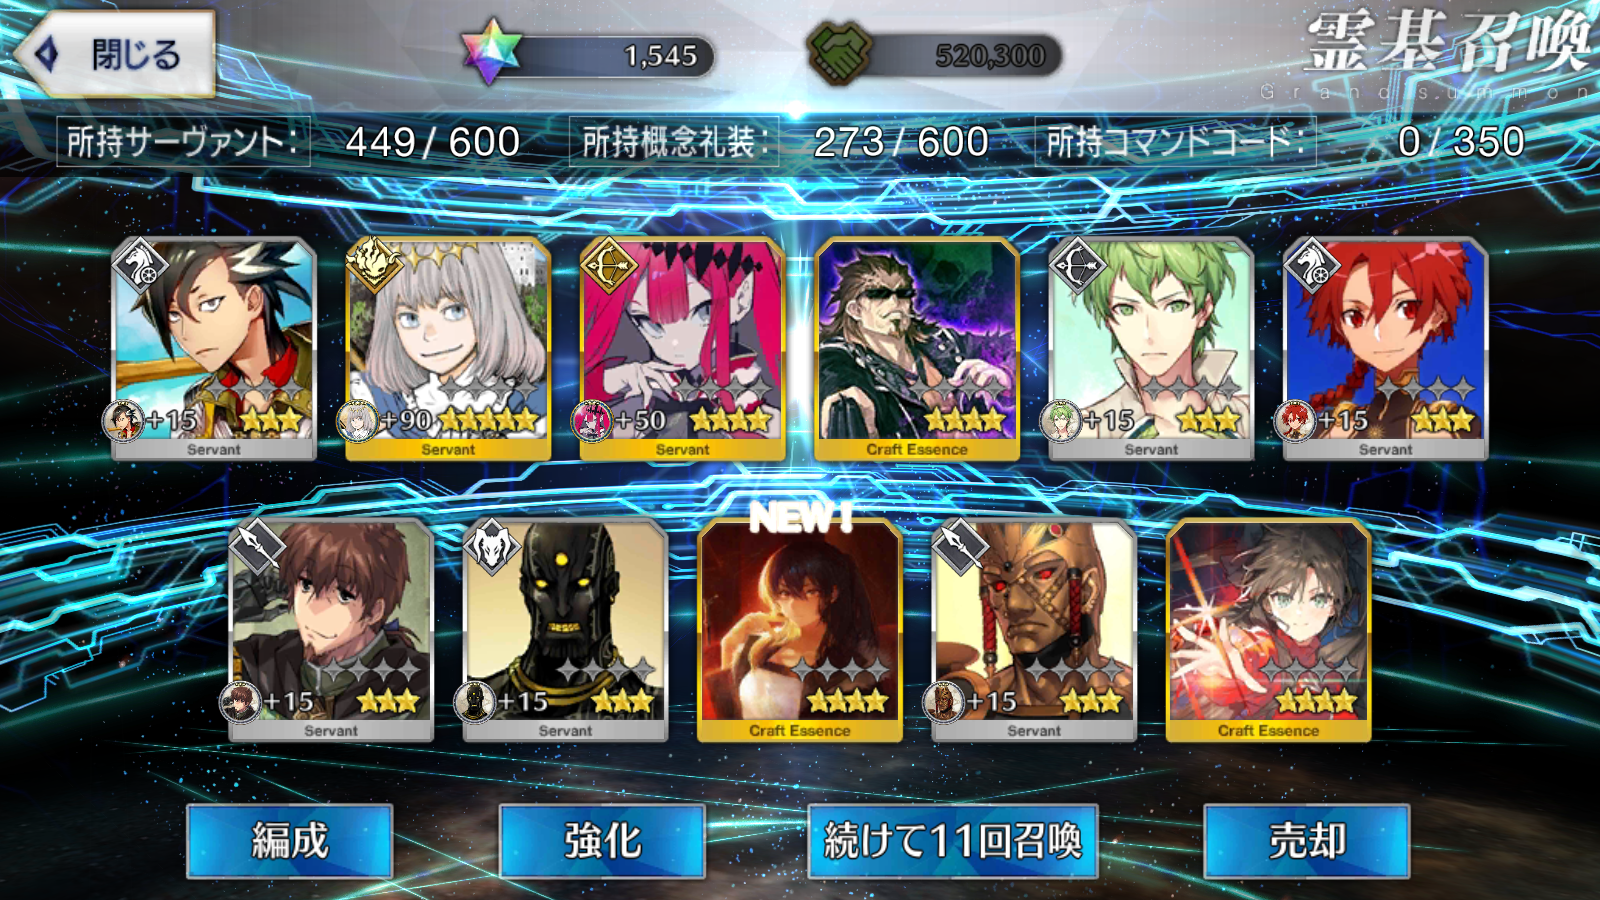 閉じる
1,545
520,300
霊基召喚
Grand summon
所持サーヴァント:
449 / 600
所持概念礼装:
273 / 600
所持コマンドコード:
0 / 350
+15
Servant
+90
Servant
+50
Servant
Craft Essence
+15
Servant
+15
Servant
+15
Servant
+15
Servant
NEW!
Craft Essence
+15
Servant
Craft Essence
編成
強化
続けて11回召喚
売却